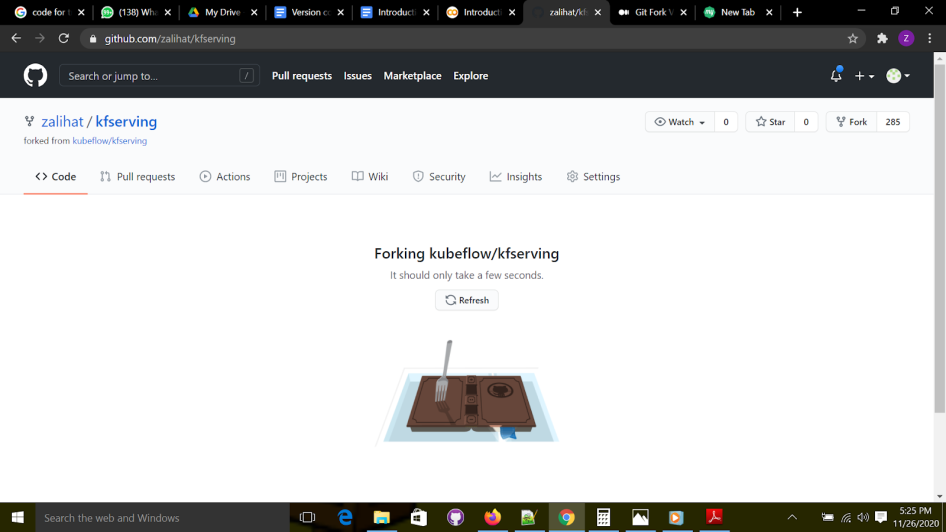 code for
(138) Wha
My Drive
Version co
Introducti
Introducti
zalihat/kf
Git Fork
New Tab
github.com/zalihat/kfserving
Z
Search or jump to...
/
Pull requests
Issues
Marketplace
Explore
zalihat / kfserving
Watch
0
Star
0
Fork
285
forked from kubeflow/kfserving
Code
Pull requests
Actions
Projects
Wiki
Security
Insights
Settings
Forking kubeflow/kfserving
It should only take a few seconds.
Refresh
Search the web and Windows
5:25 PM
11/26/2020